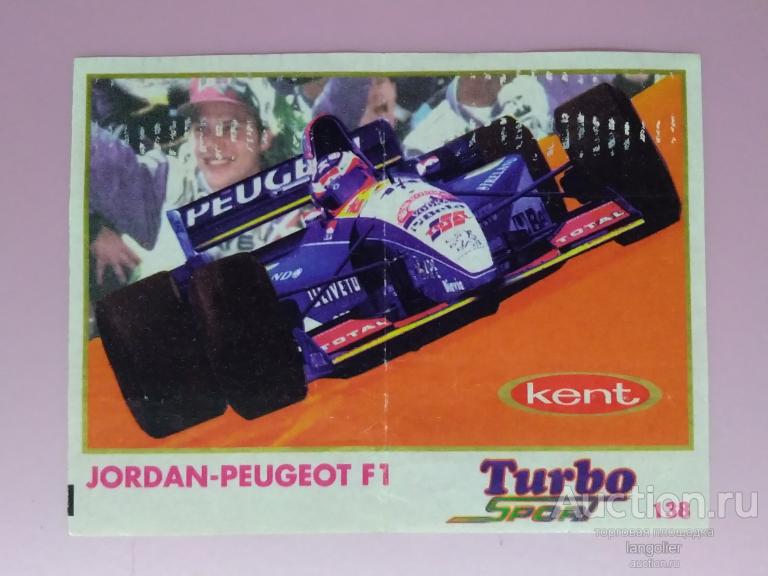 PEUGEOT
TOTAL
TOTAL
kent
JORDAN-PEUGEOT F1
Turbo
SPORT
138
Auction.ru
торговая площадка
langolier
auction.ru